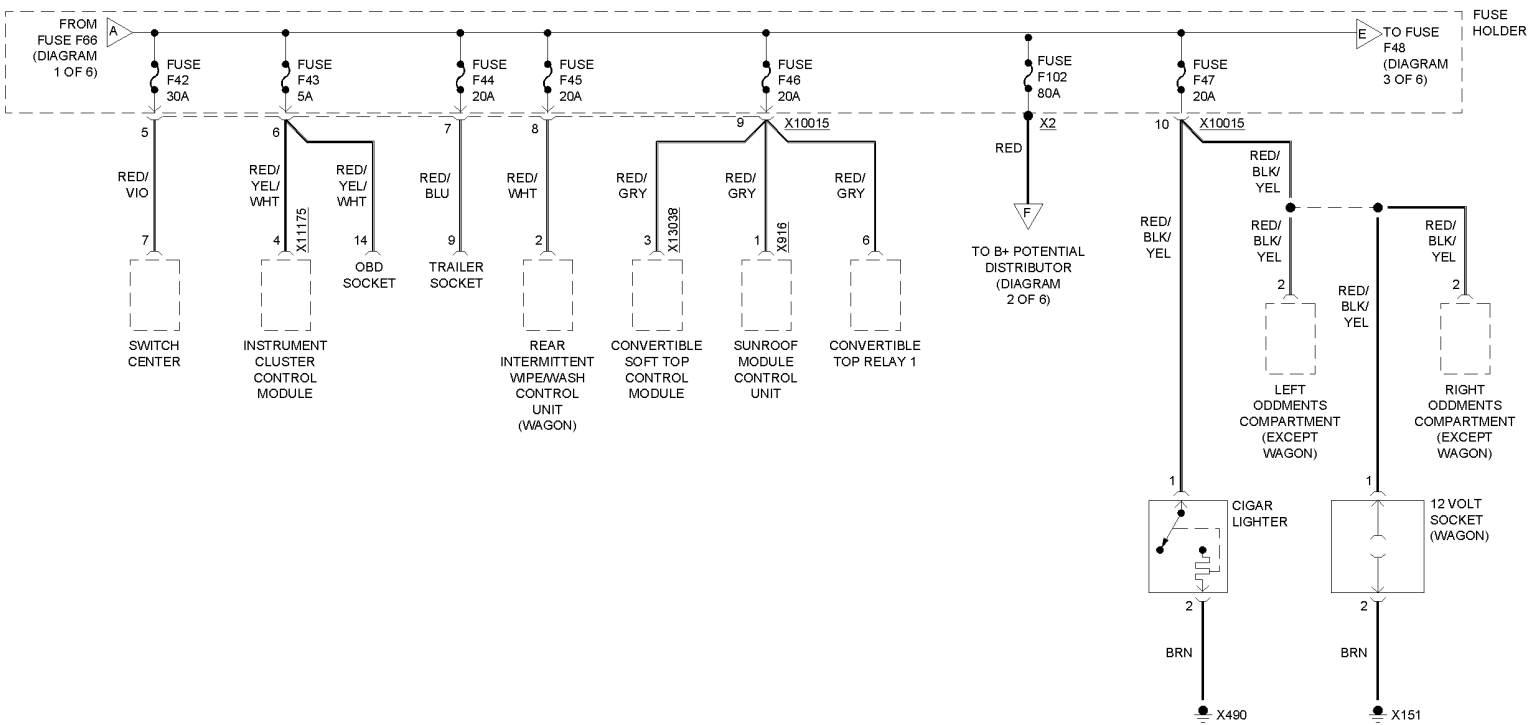 FROM
FUSE F66
(DIAGRAM
1 OF 6)
A
FUSE
F42
30A
FUSE
F43
5A
FUSE
F44
20A
FUSE
F45
20A
FUSE
F46
20A
FUSE
F102
80A
FUSE
F47
20A
E
TO FUSE
F48
(DIAGRAM
3 OF 6)
FUSE
HOLDER
5
6
7
8
9
X10015
X2
10
X10015
RED/
VIO
RED/
YEL/
WHT
RED/
YEL/
WHT
RED/
BLU
RED/
WHT
RED/
GRY
RED/
GRY
RED/
GRY
RED
F
TO B+ POTENTIAL
DISTRIBUTOR
(DIAGRAM
2 OF 6)
RED/
BLK/
YEL
RED/
BLK/
YEL
RED/
BLK/
YEL
RED/
BLK/
YEL
RED/
BLK/
YEL
7
4
X11175
14
9
2
3
X13038
1
X916
6
2
2
SWITCH
CENTER
INSTRUMENT
CLUSTER
CONTROL
MODULE
OBD
SOCKET
TRAILER
SOCKET
REAR
INTERMITTENT
WIPE/WASH
CONTROL
UNIT
(WAGON)
CONVERTIBLE
SOFT TOP
CONTROL
MODULE
SUNROOF
MODULE
CONTROL
UNIT
CONVERTIBLE
TOP RELAY 1
LEFT
ODDMENTS
COMPARTMENT
(EXCEPT
WAGON)
RIGHT
ODDMENTS
COMPARTMENT
(EXCEPT
WAGON)
1
CIGAR
LIGHTER
2
BRN
X490
1
12 VOLT
SOCKET
(WAGON)
2
BRN
X151